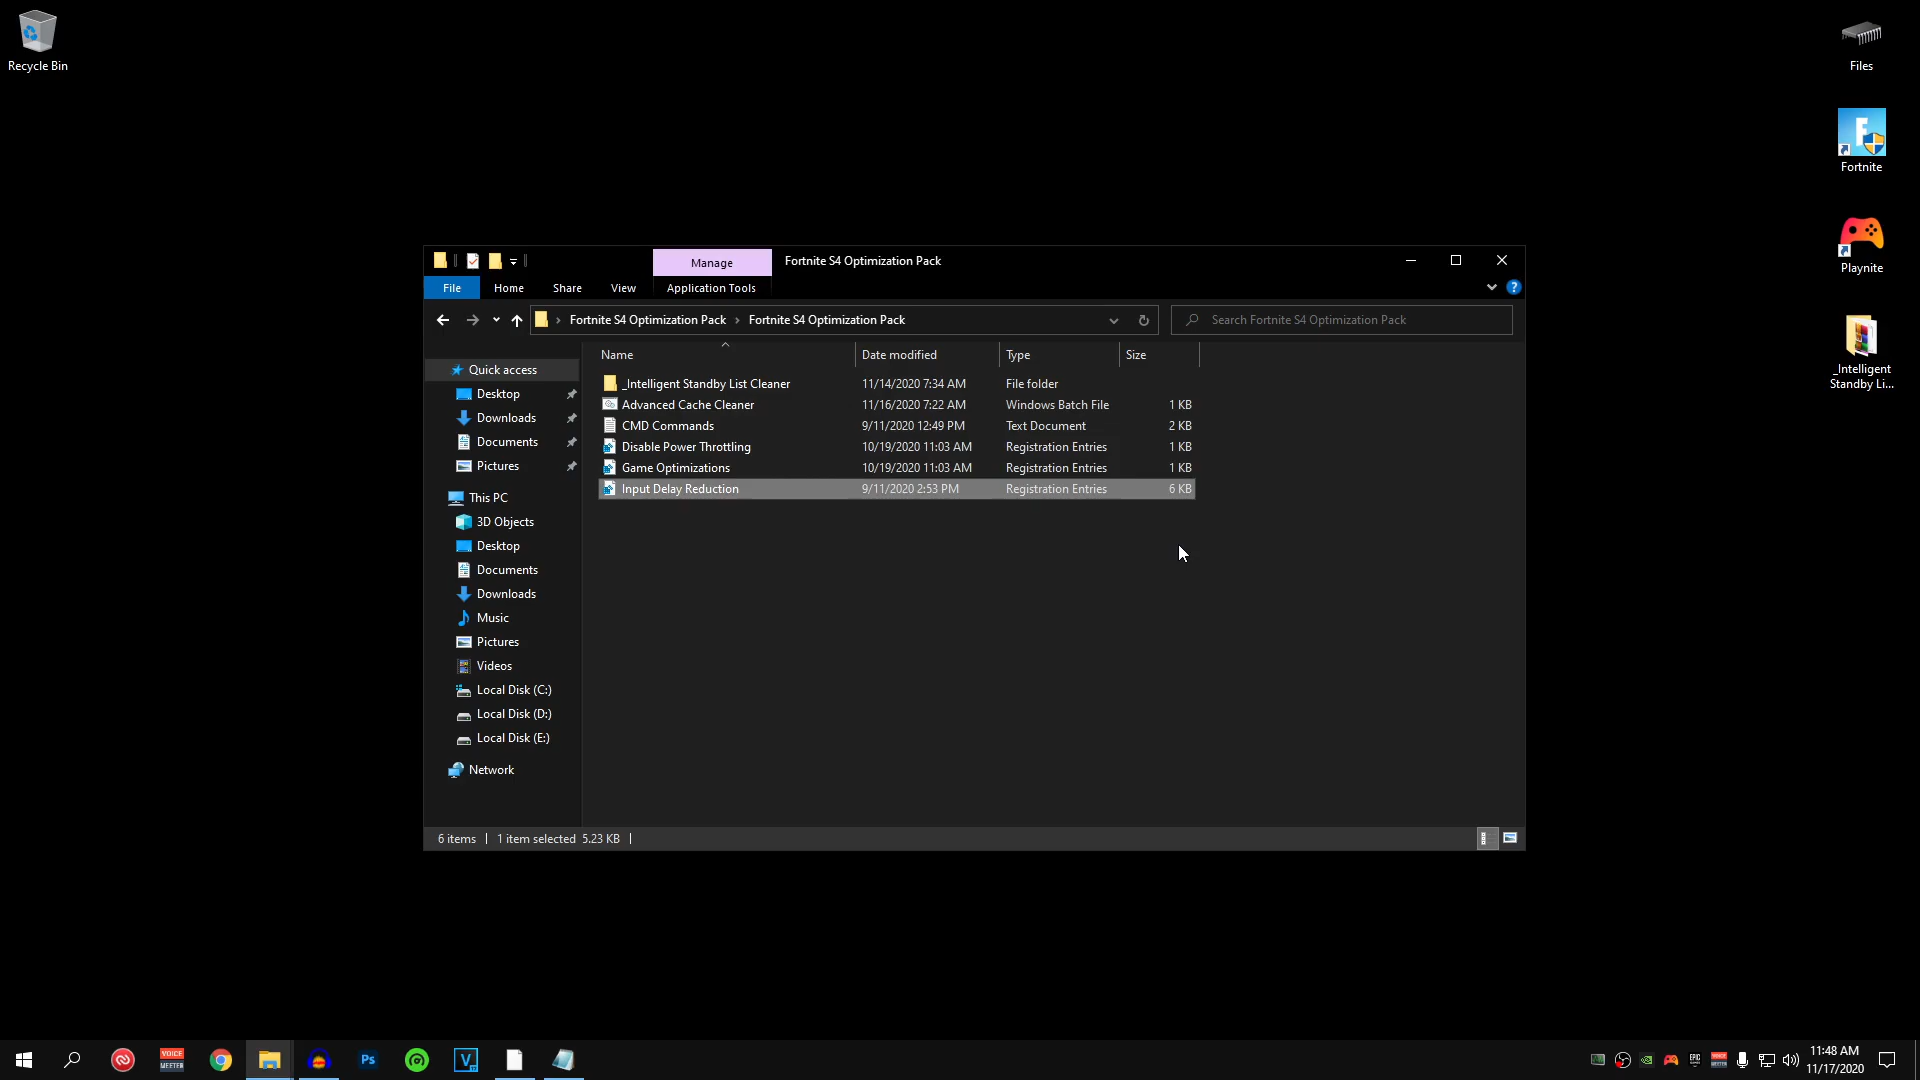 Recycle Bin
Files
Fortnite
Playnite
_Intelligent
Standby Li...
Manage
Fortnite S4 Optimization Pack
File
Home
Share
View
Application Tools
Fortnite S4 Optimization Pack › Fortnite S4 Optimization Pack
Search Fortnite S4 Optimization Pack
Name Date modified Type Size
_Intelligent Standby List Cleaner 11/14/2020 7:34 AM File folder
Advanced Cache Cleaner 11/16/2020 7:22 AM Windows Batch File 1 KB
CMD Commands 9/11/2020 12:49 PM Text Document 2 KB
Disable Power Throttling 10/19/2020 11:03 AM Registration Entries 1 KB
Game Optimizations 10/19/2020 11:03 AM Registration Entries 1 KB
Input Delay Reduction 9/11/2020 2:53 PM Registration Entries 6 KB
Quick access
Desktop
Downloads
Documents
Pictures
This PC
3D Objects
Desktop
Documents
Downloads
Music
Pictures
Videos
Local Disk (C:)
Local Disk (D:)
Local Disk (E:)
Network
6 items | 1 item selected 5.23 KB |
VOICE
MEETER
Ps
V
EPIC
11:48 AM
11/17/2020